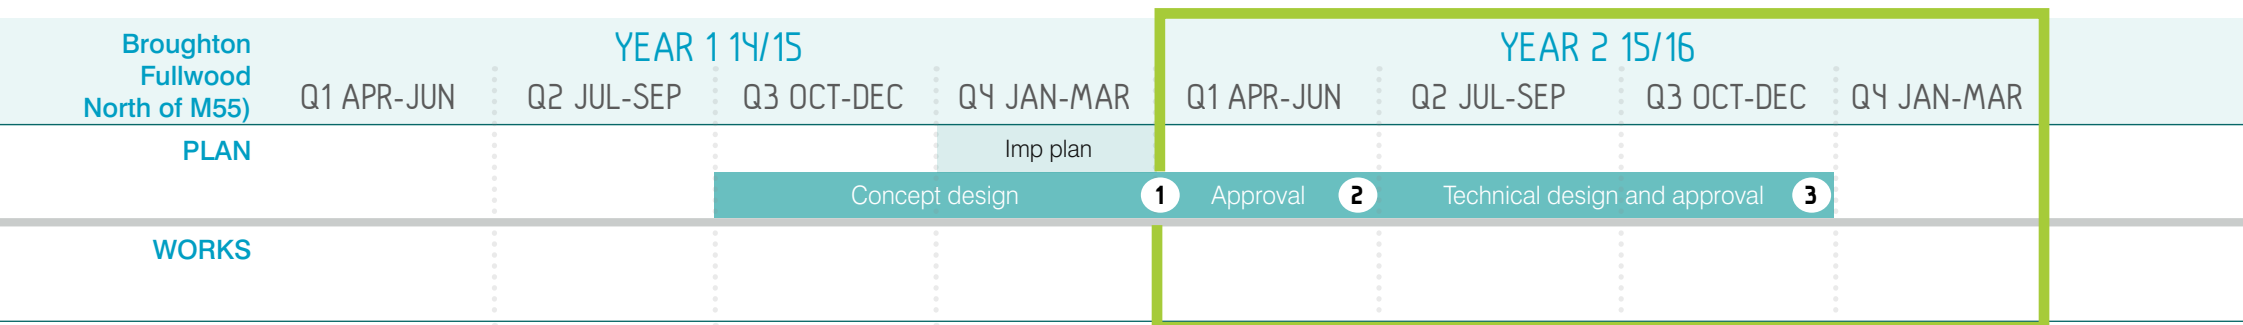 Broughton
Fullwood
North of M55)
YEAR 1 14/15
YEAR 2 15/16
Q1 APR-JUN
Q2 JUL-SEP
Q3 OCT-DEC
Q4 JAN-MAR
Q1 APR-JUN
Q2 JUL-SEP
Q3 OCT-DEC
Q4 JAN-MAR
PLAN
Imp plan
Concept design
1
Approval
2
Technical design and approval
3
WORKS